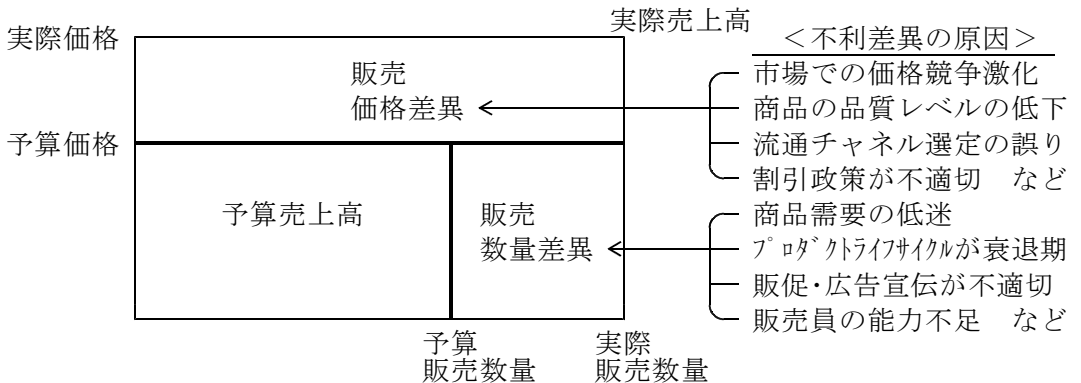 実際売上高
実際価格
＜不利差異の原因＞
販売
価格差異
市場での価格競争激化
商品の品質レベルの低下
予算価格
流通チャネル選定の誤り
割引政策が不適切　など
予算売上高
販売
数量差異
商品需要の低迷
ﾌﾟﾛﾀﾞｸﾄﾗｲﾌｻｲｸﾙが衰退期
販促・広告宣伝が不適切
販売員の能力不足　など
予算
販売数量
実際
販売数量